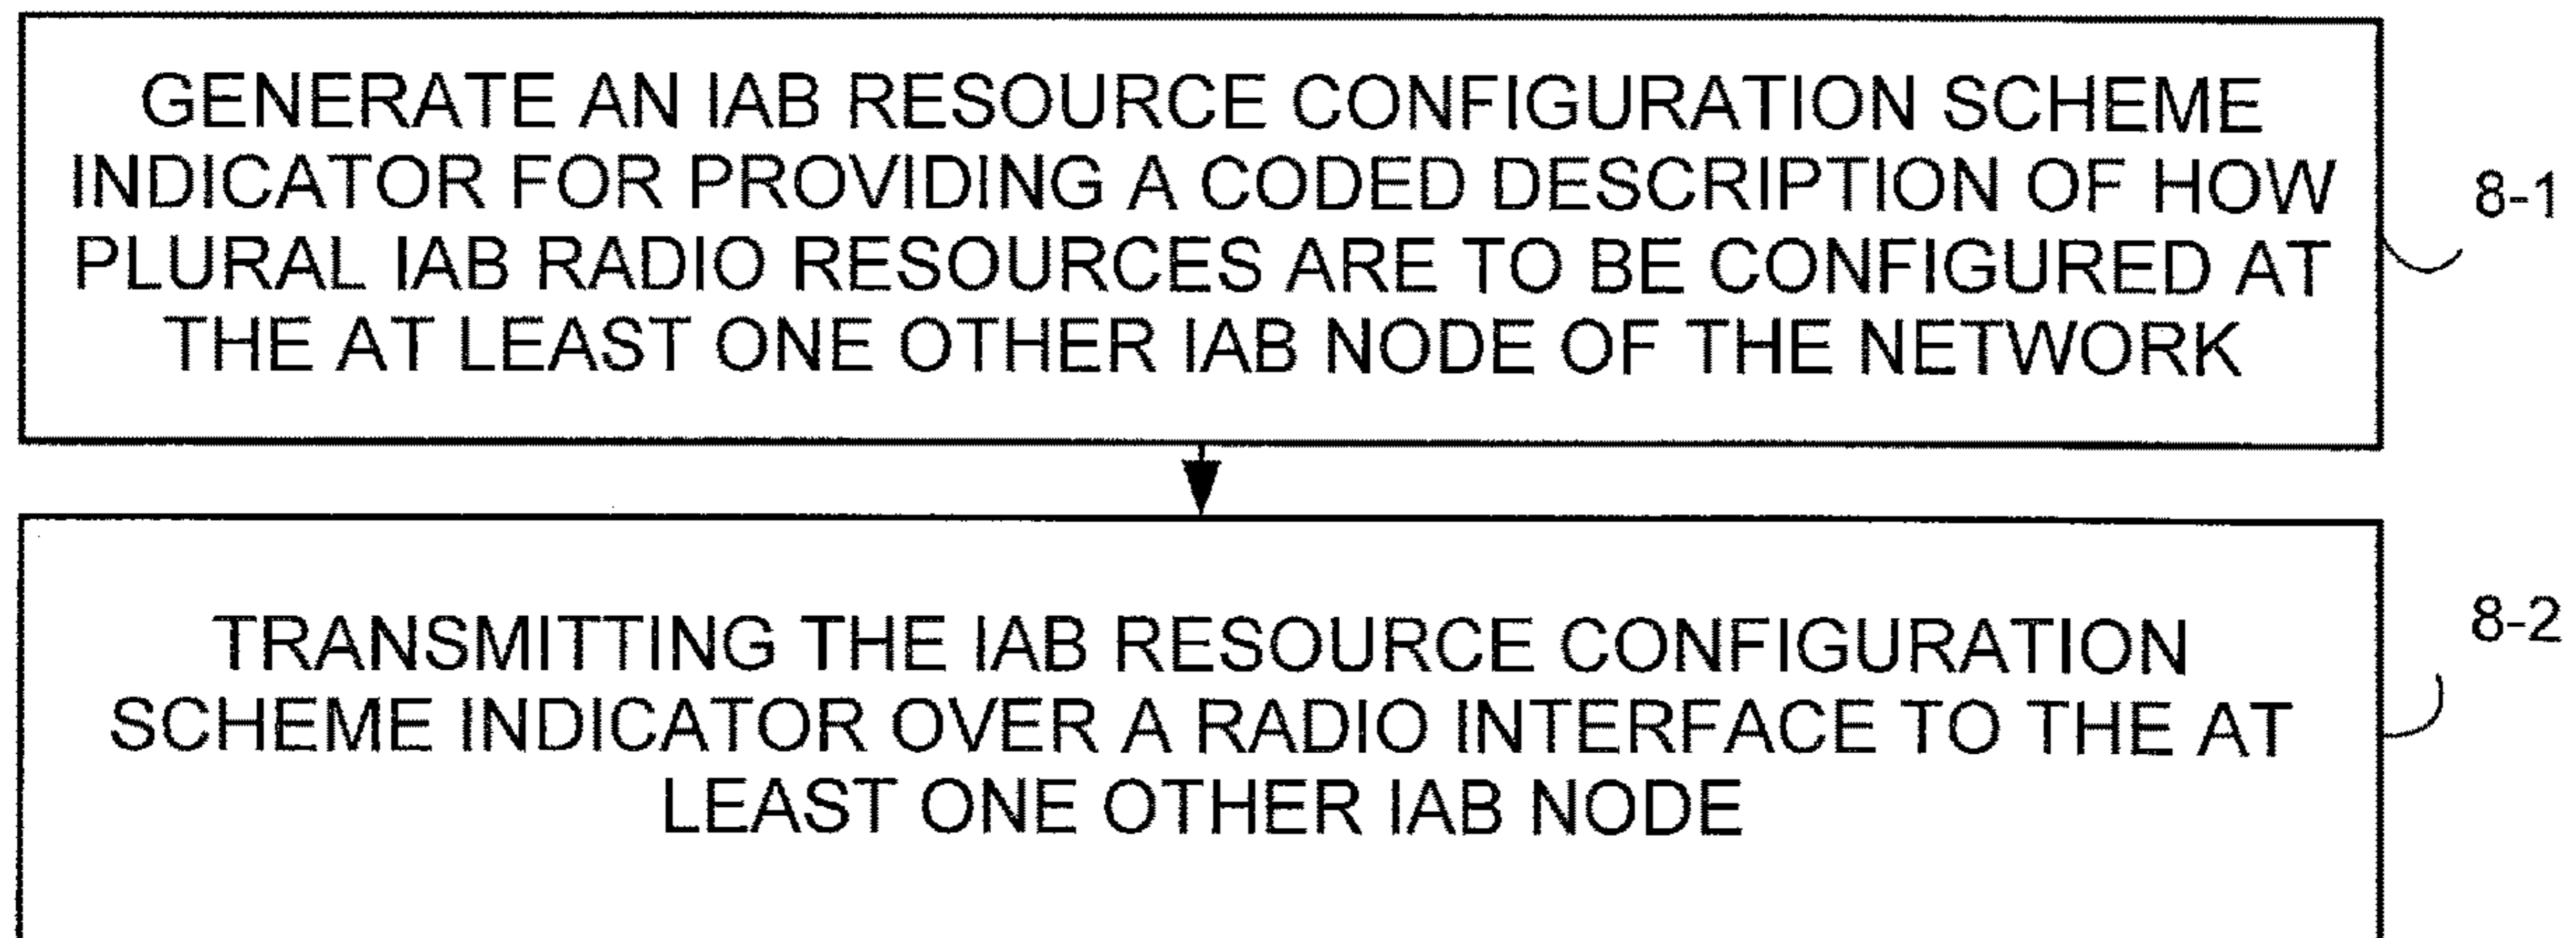 GENERATE AN IAB RESOURCE CONFIGURATION SCHEME
INDICATOR FOR PROVIDING A CODED DESCRIPTION OF HOW
PLURAL IAB RADIO RESOURCES ARE TO BE CONFIGURED AT
THE AT LEAST ONE OTHER IAB NODE OF THE NETWORK
8-1
TRANSMITTING THE IAB RESOURCE CONFIGURATION
SCHEME INDICATOR OVER A RADIO INTERFACE TO THE AT
LEAST ONE OTHER IAB NODE
8-2